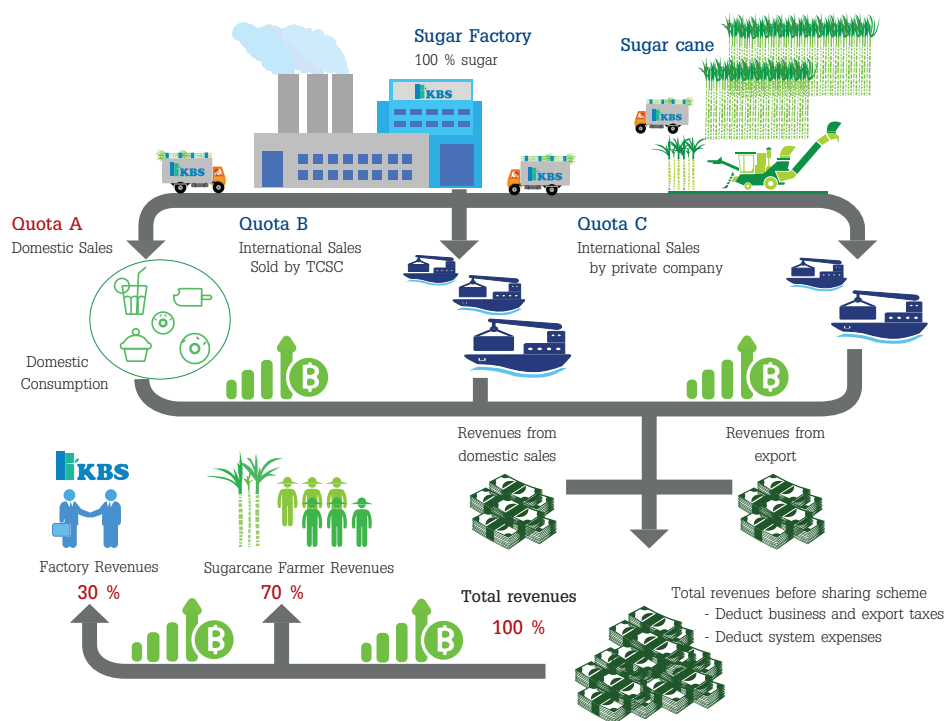 Sugar Factory
100 % sugar
Sugar cane
KBS
KBS
KBS
KBS
Quota A
Domestic Sales
Quota B
International Sales
Sold by TCSC
Quota C
International Sales
by private company
Domestic
Consumption
฿
฿
Revenues from
domestic sales
Revenues from
export
KBS
Factory Revenues
30 %
Sugarcane Farmer Revenues
70 %
Total revenues
100 %
Total revenues before sharing scheme
- Deduct business and export taxes
- Deduct system expenses
฿
฿